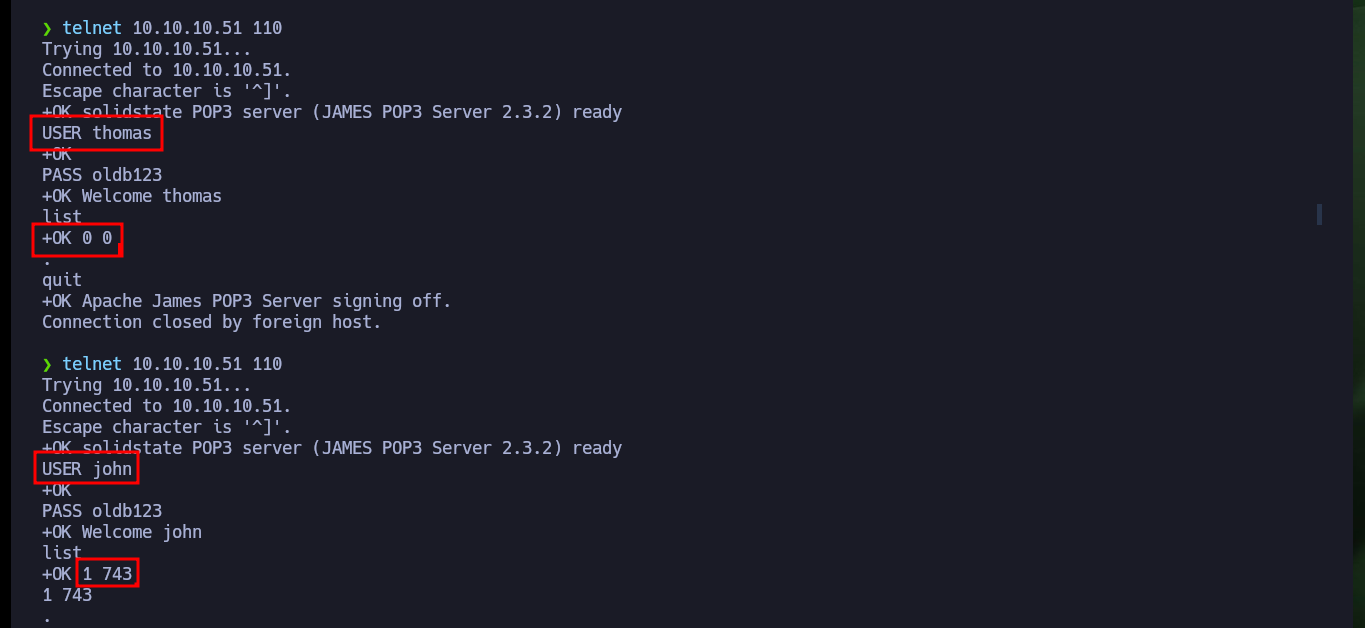 ❯ telnet 10.10.10.51 110
Trying 10.10.10.51...
Connected to 10.10.10.51.
Escape character is '^]'.
+OK solidstate POP3 server (JAMES POP3 Server 2.3.2) ready
USER thomas
+OK
PASS oldb123
+OK Welcome thomas
list
+OK 0 0
.
quit
+OK Apache James POP3 Server signing off.
Connection closed by foreign host.
❯ telnet 10.10.10.51 110
Trying 10.10.10.51...
Connected to 10.10.10.51.
Escape character is '^]'.
+OK solidstate POP3 server (JAMES POP3 Server 2.3.2) ready
USER john
+OK
PASS oldb123
+OK Welcome john
list
+OK 1 743
1 743
.